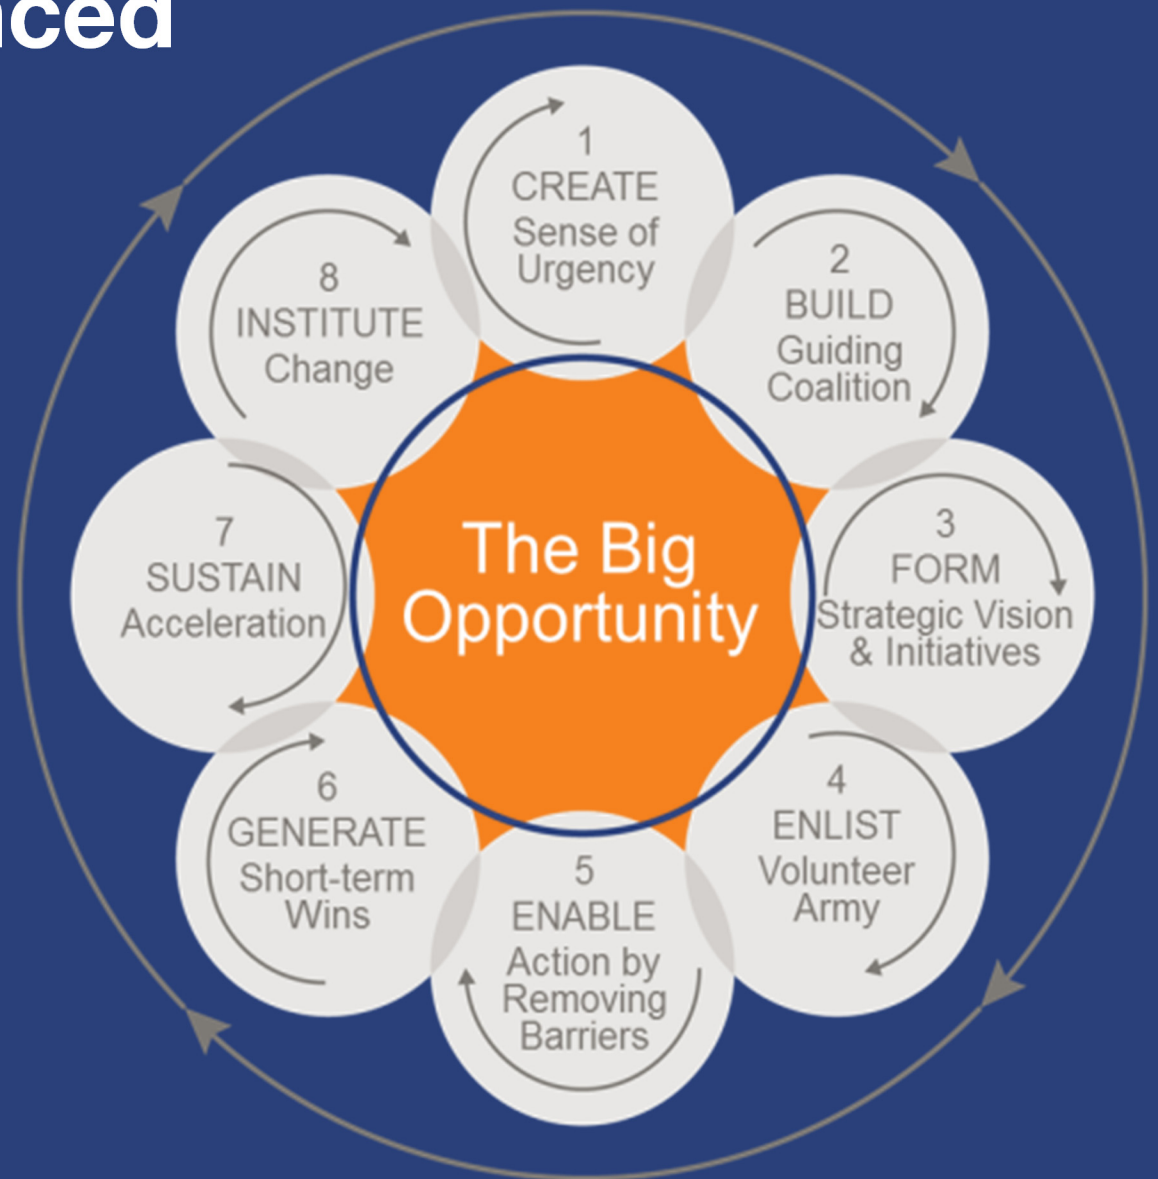 1
CREATE
Sense of
Urgency
2
BUILD
Guiding
Coalition
3
FORM
Strategic Vision
& Initiatives
4
ENLIST
Volunteer
Army
5
ENABLE
Action by
Removing
Barriers
6
GENERATE
Short-term
Wins
7
SUSTAIN
Acceleration
8
INSTITUTE
Change
The Big
Opportunity